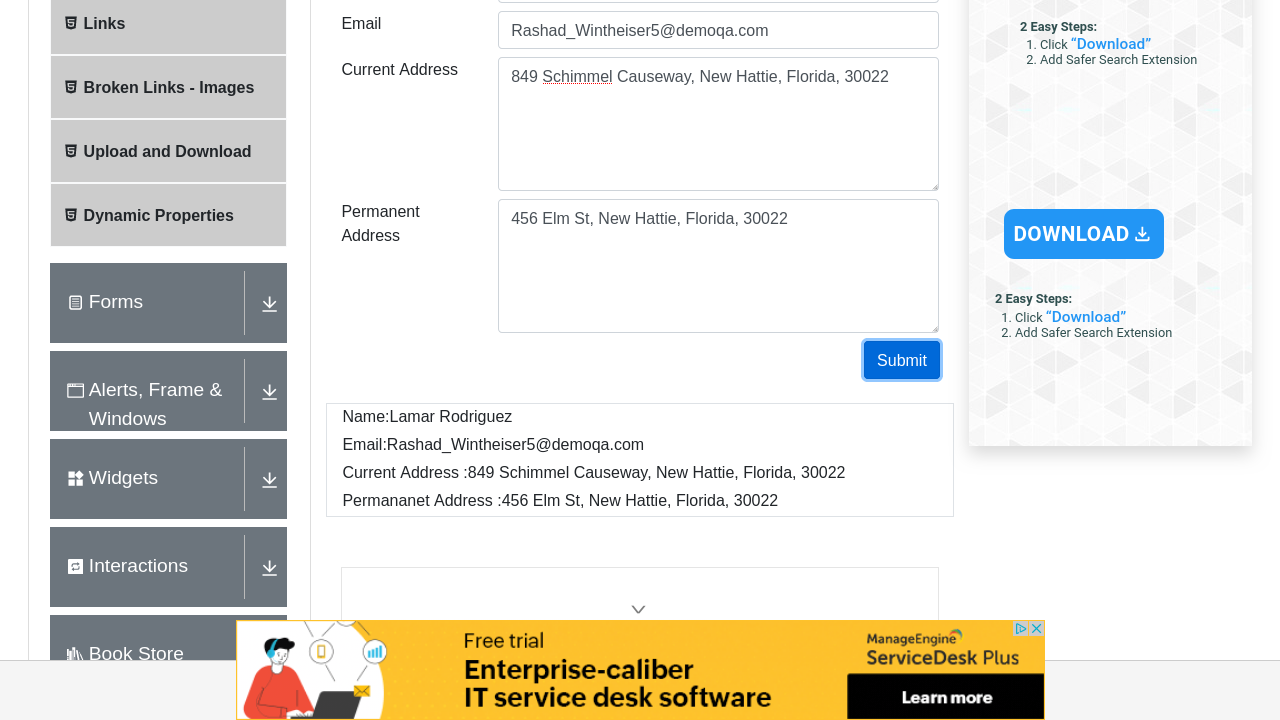 Links
Broken Links - Images
Upload and Download
Dynamic Properties
Forms
Alerts, Frame &
Windows
Widgets
Interactions
Book Store
Email
Rashad_Wintheiser5@demoqa.com
Current Address
849 Schimmel Causeway, New Hattie, Florida, 30022
Permanent
Address
456 Elm St, New Hattie, Florida, 30022
Submit
Name:Lamar Rodriguez
Email:Rashad_Wintheiser5@demoqa.com
Current Address :849 Schimmel Causeway, New Hattie, Florida, 30022
Permananet Address :456 Elm St, New Hattie, Florida, 30022
2 Easy Steps:
1. Click “Download”
2. Add Safer Search Extension
DOWNLOAD
2 Easy Steps:
1. Click “Download”
2. Add Safer Search Extension
Free trial
Enterprise-caliber
IT service desk software
ManageEngine
ServiceDesk Plus
Learn more